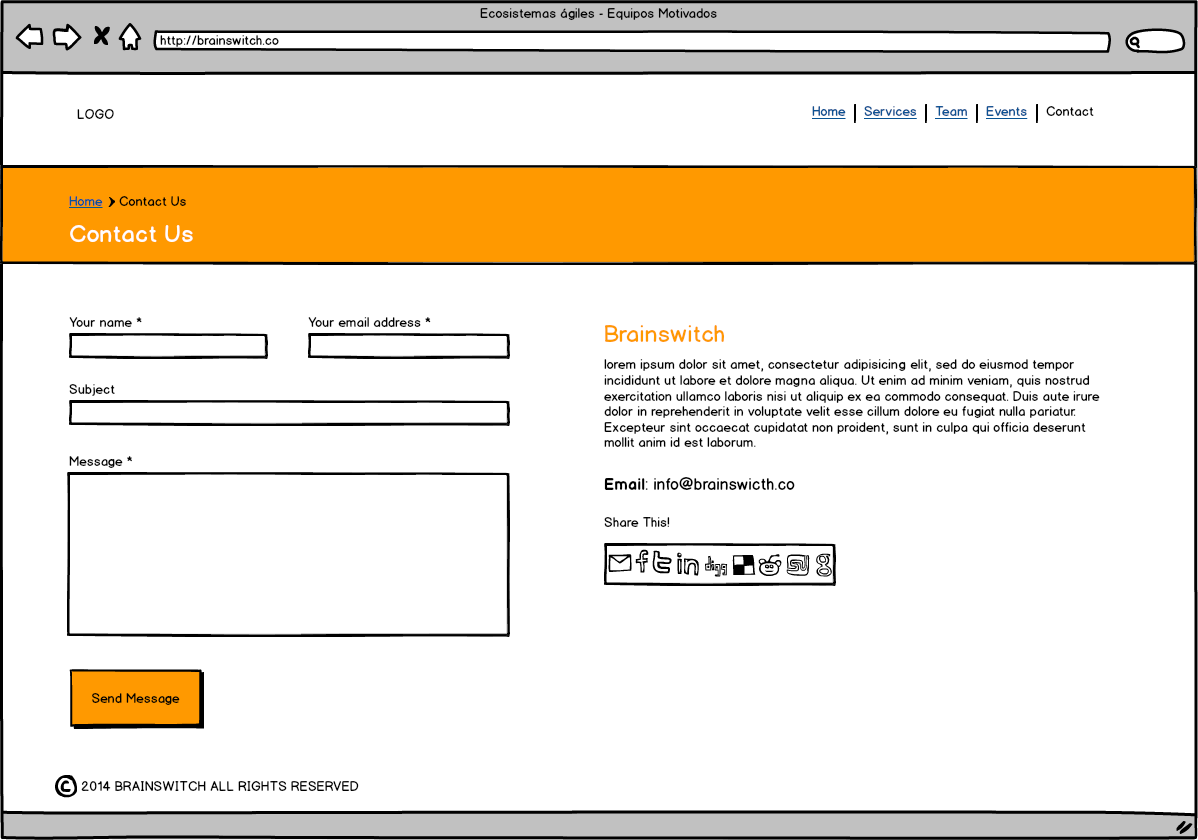 Ecosistemas ágiles - Equipos Motivados
http://brainswitch.co
LOGO
Home Services Team Events Contact
Home Contact Us
Contact Us
Your name * Your email address *
Subject
Message *
Send Message
Brainswitch
lorem ipsum dolor sit amet, consectetur adipisicing elit, sed do eiusmod tempor
incididunt ut labore et dolore magna aliqua. Ut enim ad minim veniam, quis nostrud
exercitation ullamco laboris nisi ut aliquip ex ea commodo consequat. Duis aute irure
dolor in reprehenderit in voluptate velit esse cillum dolore eu fugiat nulla pariatur.
Excepteur sint occaecat cupidatat non proident, sunt in culpa qui officia deserunt
mollit anim id est laborum.
Email: info@brainswicth.co
Share This!
f t in digg SU g
© 2014 BRAINSWITCH ALL RIGHTS RESERVED